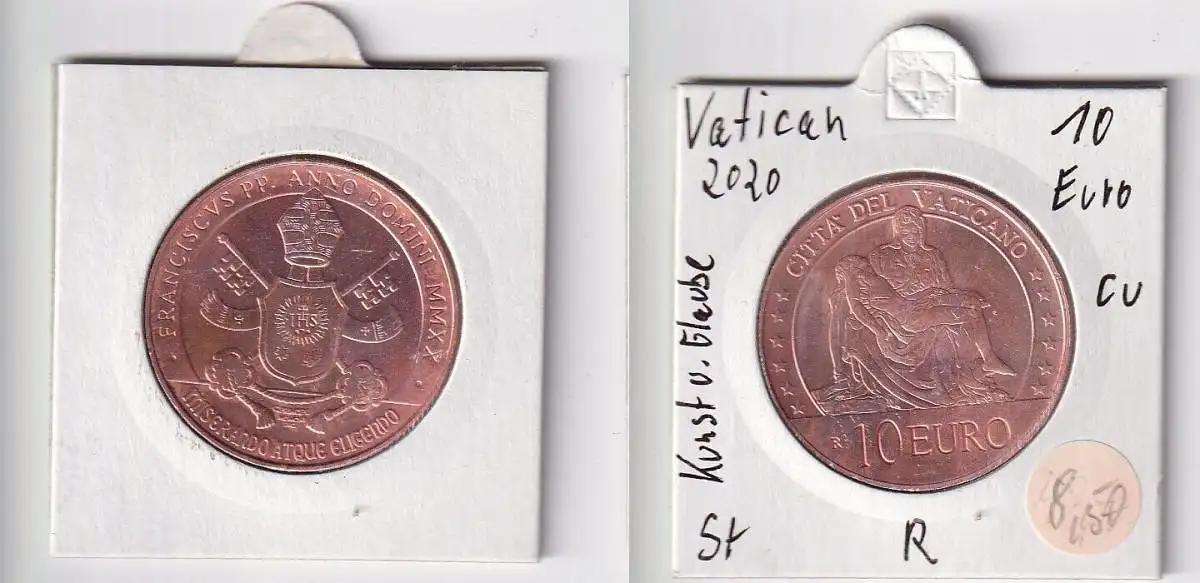 · FRANCISCVS PP. ANNO DOMINI MMXX ·
IHS
MISERANDO ATQUE ELIGENDO
Vatican
2020
10
Euro
CU
Kunst u. Glaube
CITTA' DEL VATICANO
R
10 EURO
St
R
8,50